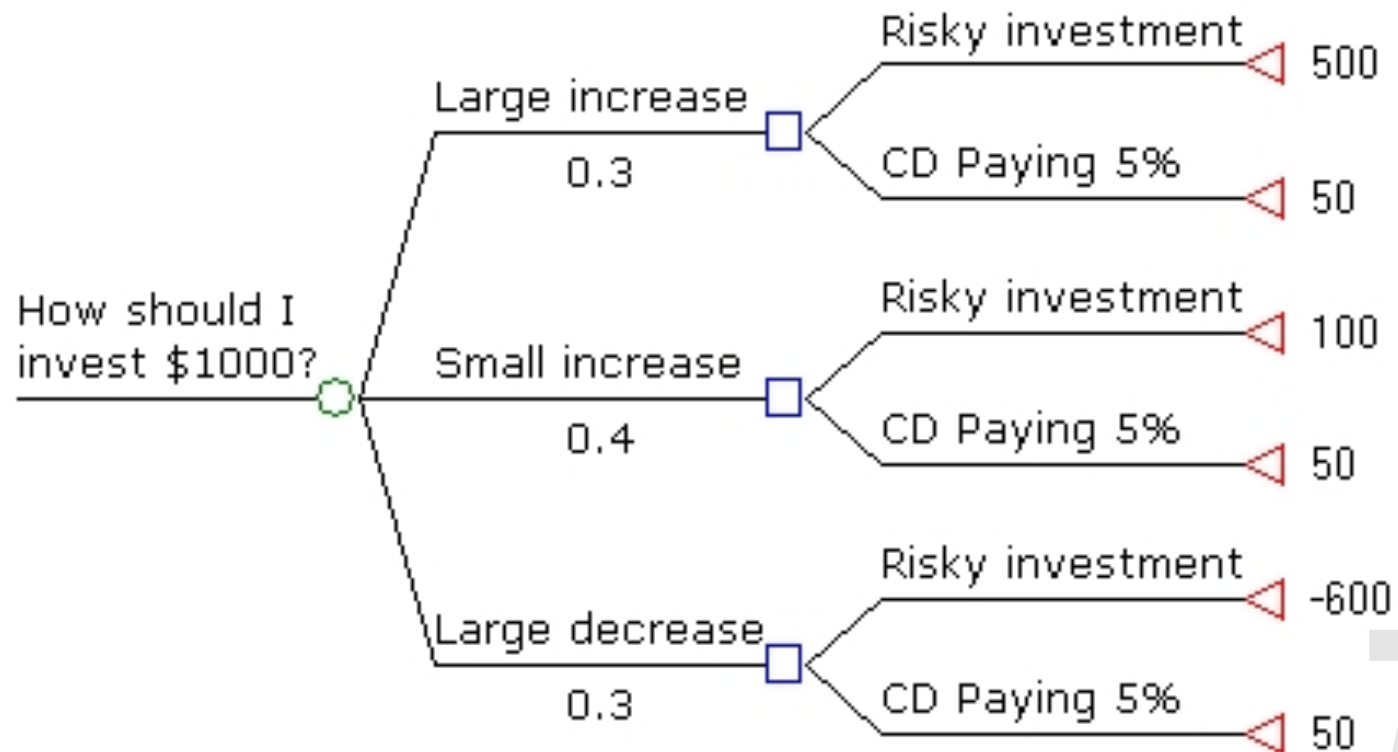 Risky investment
500
Large increase
0.3
CD Paying 5%
50
How should I
invest $1000?
Risky investment
100
Small increase
0.4
CD Paying 5%
50
Risky investment
-600
Large decrease
0.3
CD Paying 5%
50